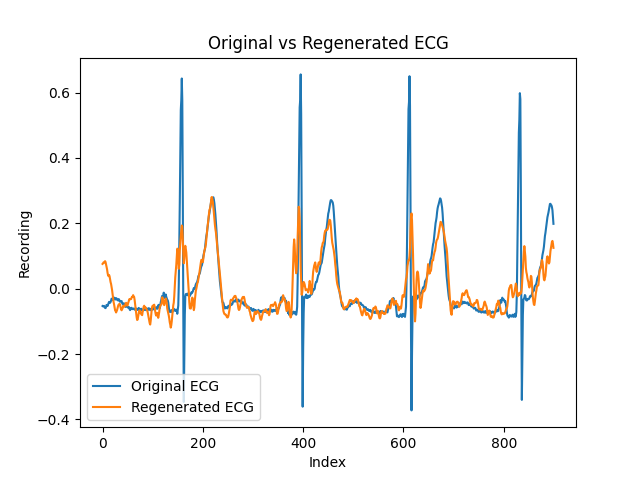 Original vs Regenerated ECG
Recording
0.6
0.4
0.2
0.0
−0.2
−0.4
Original ECG
Regenerated ECG
0
200
400
600
800
Index